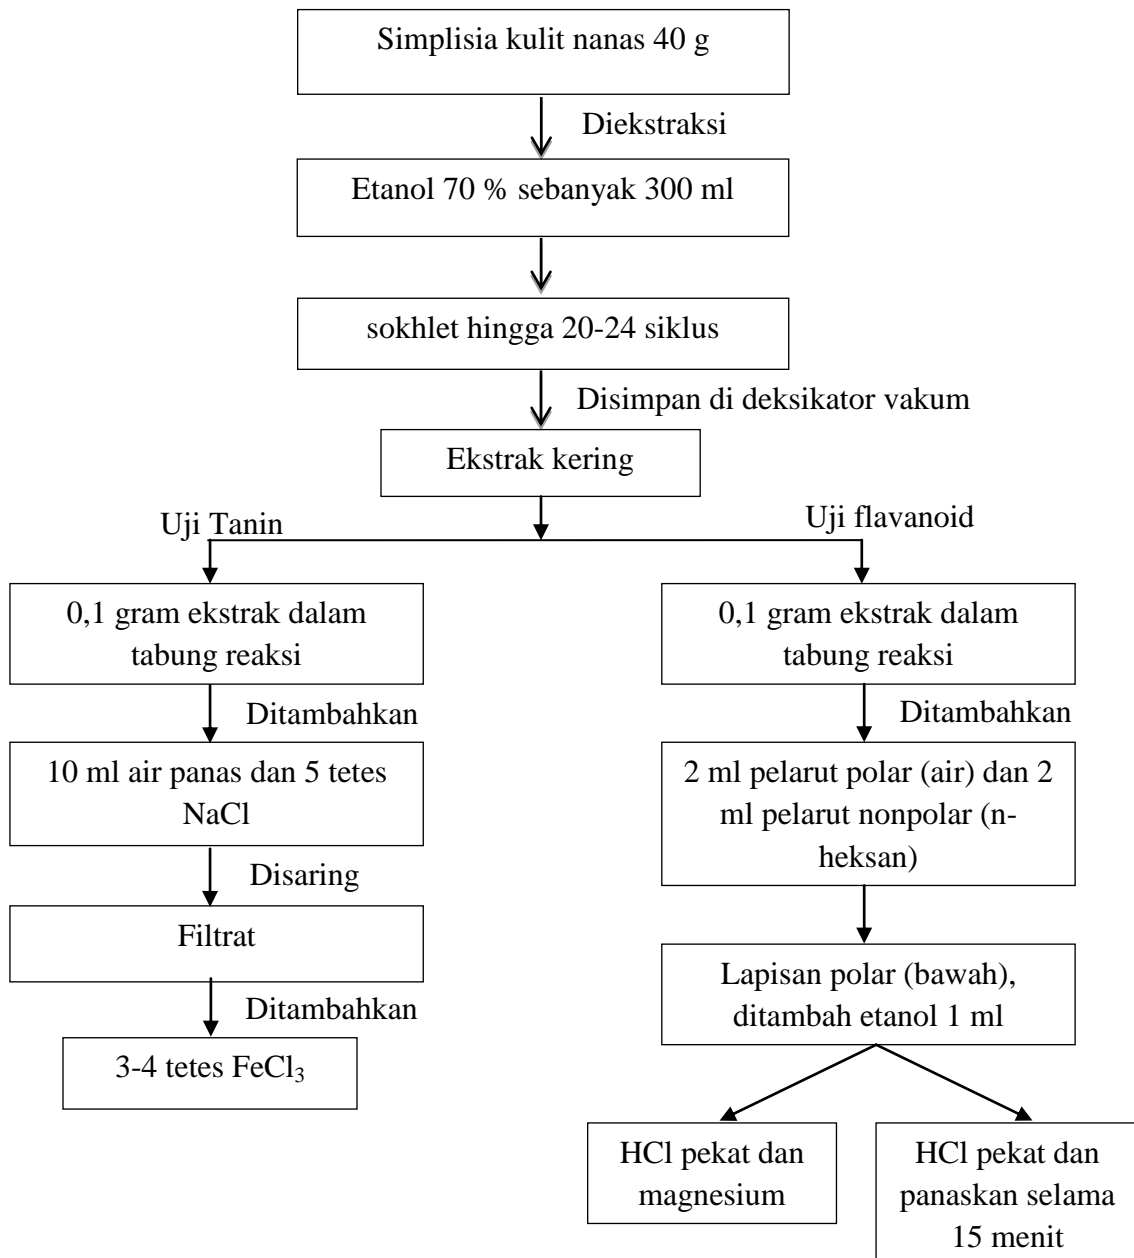 Simplisia kulit nanas 40 g
Diekstraksi
Etanol 70 % sebanyak 300 ml
sokhlet hingga 20-24 siklus
Disimpan di deksikator vakum
Ekstrak kering
Uji Tanin
Uji flavanoid
0,1 gram ekstrak dalam
tabung reaksi
Ditambahkan
10 ml air panas dan 5 tetes
NaCl
Disaring
Filtrat
Ditambahkan
3-4 tetes FeCl₃
0,1 gram ekstrak dalam
tabung reaksi
Ditambahkan
2 ml pelarut polar (air) dan 2
ml pelarut nonpolar (n-
heksan)
Lapisan polar (bawah),
ditambah etanol 1 ml
HCl pekat dan
magnesium
HCl pekat dan
panaskan selama
15 menit